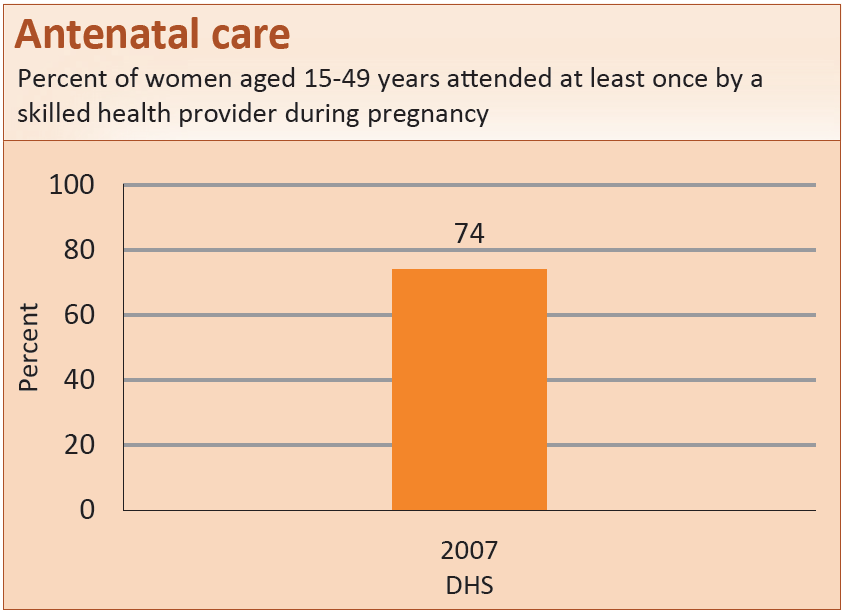 Antenatal care
Percent of women aged 15-49 years attended at least once by a
skilled health provider during pregnancy
100
80
60
40
20
0
Percent
74
2007
DHS